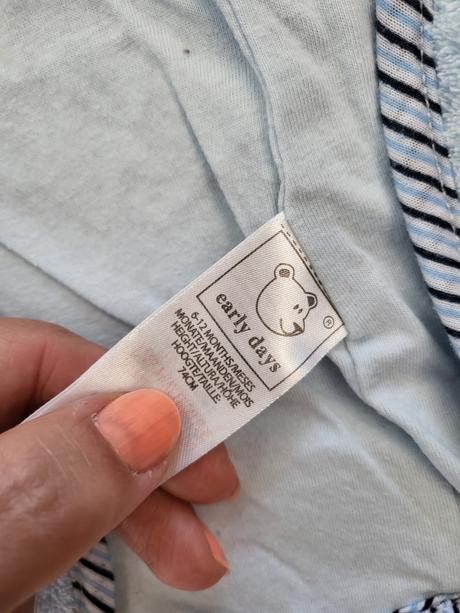 early days
®
6-12 MONTHS/MESES
MONATE/MAANDEN/MOIS
HEIGHT/ALTURA/HÖHE
HOOGTE/TAILLE:
74CM